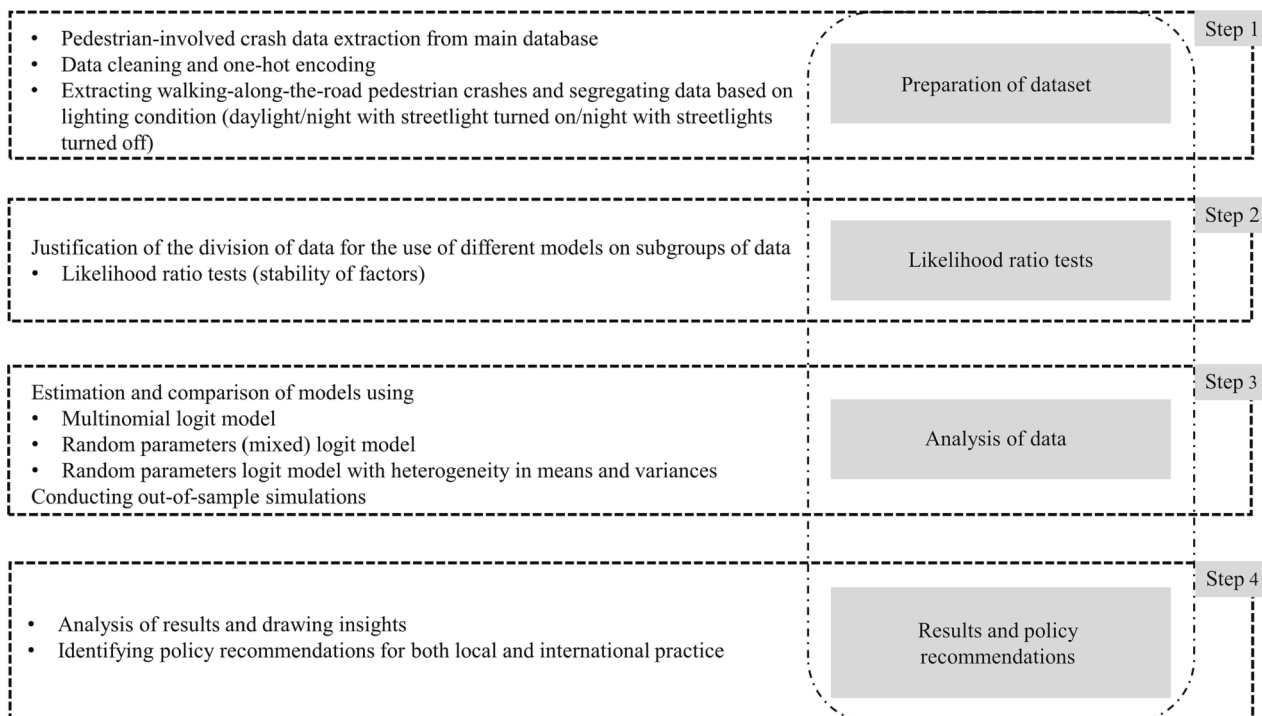 Step 1
• Pedestrian-involved crash data extraction from main database
• Data cleaning and one-hot encoding
• Extracting walking-along-the-road pedestrian crashes and segregating data based on
lighting condition (daylight/night with streetlight turned on/night with streetlights
turned off)
Preparation of dataset
Step 2
Justification of the division of data for the use of different models on subgroups of data
• Likelihood ratio tests (stability of factors)
Likelihood ratio tests
Step 3
Estimation and comparison of models using
• Multinomial logit model
• Random parameters (mixed) logit model
• Random parameters logit model with heterogeneity in means and variances
Conducting out-of-sample simulations
Analysis of data
Step 4
• Analysis of results and drawing insights
• Identifying policy recommendations for both local and international practice
Results and policy
recommendations